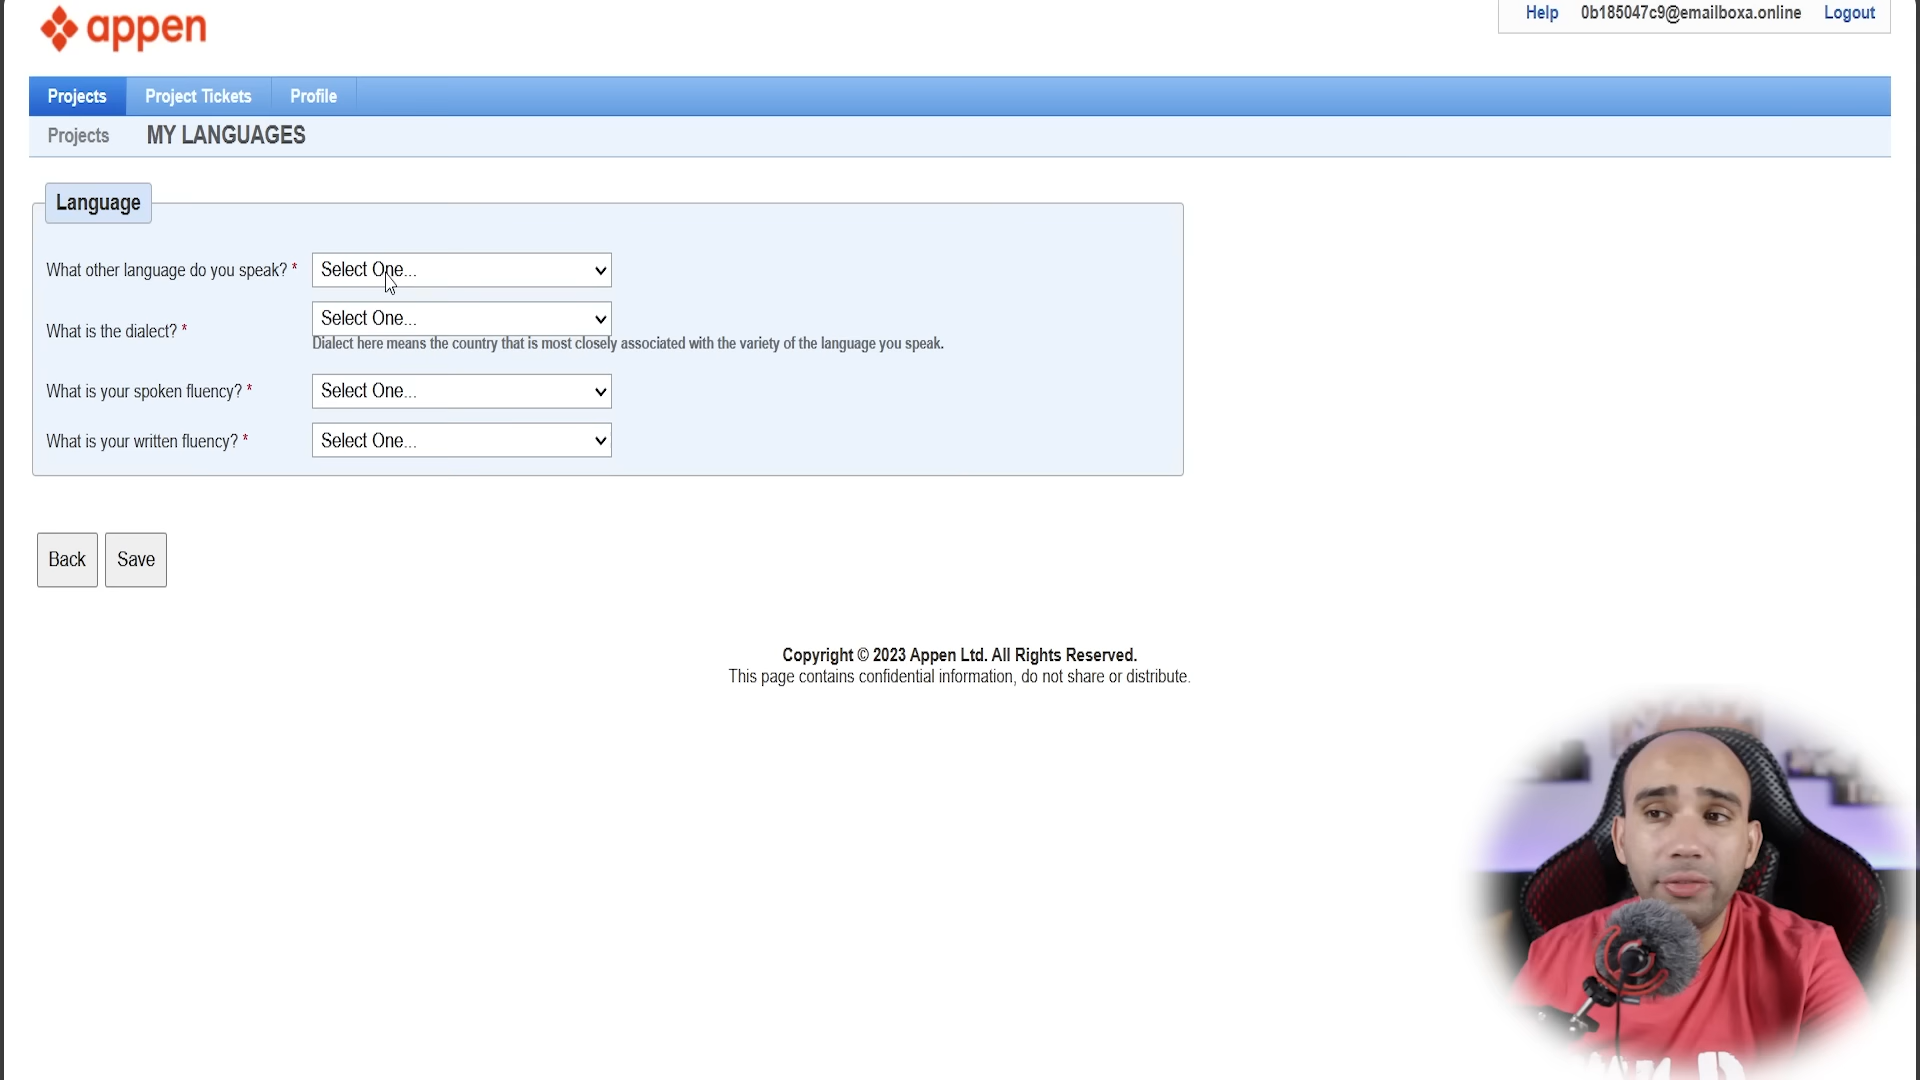 appen
Help 0b185047c9@emailboxa.online Logout
Projects Project Tickets Profile
Projects MY LANGUAGES
Language
What other language do you speak? * Select One...
What is the dialect? * Select One...
Dialect here means the country that is most closely associated with the variety of the language you speak.
What is your spoken fluency? * Select One...
What is your written fluency? * Select One...
Back Save
Copyright © 2023 Appen Ltd. All Rights Reserved.
This page contains confidential information, do not share or distribute.